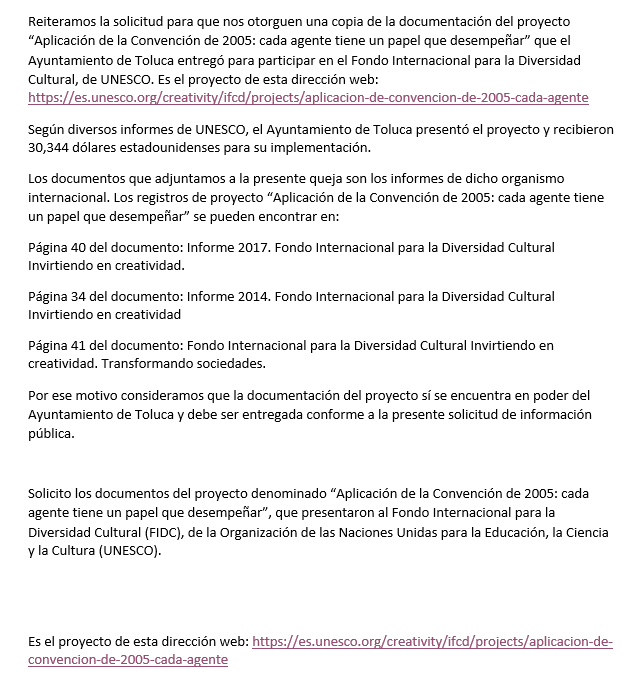 Reiteramos la solicitud para que nos otorguen una copia de la documentación del proyecto
“Aplicación de la Convención de 2005: cada agente tiene un papel que desempeñar” que el
Ayuntamiento de Toluca entregó para participar en el Fondo Internacional para la Diversidad
Cultural, de UNESCO. Es el proyecto de esta dirección web:
https://es.unesco.org/creativity/ifcd/projects/aplicacion-de-convencion-de-2005-cada-agente
Según diversos informes de UNESCO, el Ayuntamiento de Toluca presentó el proyecto y recibieron
30,344 dólares estadounidenses para su implementación.
Los documentos que adjuntamos a la presente queja son los informes de dicho organismo
internacional. Los registros de proyecto “Aplicación de la Convención de 2005: cada agente tiene
un papel que desempeñar” se pueden encontrar en:
Página 40 del documento: Informe 2017. Fondo Internacional para la Diversidad Cultural
Invirtiendo en creatividad.
Página 34 del documento: Informe 2014. Fondo Internacional para la Diversidad Cultural
Invirtiendo en creatividad
Página 41 del documento: Fondo Internacional para la Diversidad Cultural Invirtiendo en
creatividad. Transformando sociedades.
Por ese motivo consideramos que la documentación del proyecto sí se encuentra en poder del
Ayuntamiento de Toluca y debe ser entregada conforme a la presente solicitud de información
pública.
Solicito los documentos del proyecto denominado “Aplicación de la Convención de 2005: cada
agente tiene un papel que desempeñar”, que presentaron al Fondo Internacional para la
Diversidad Cultural (FIDC), de la Organización de las Naciones Unidas para la Educación, la Ciencia
y la Cultura (UNESCO).
Es el proyecto de esta dirección web: https://es.unesco.org/creativity/ifcd/projects/aplicacion-de-
convencion-de-2005-cada-agente